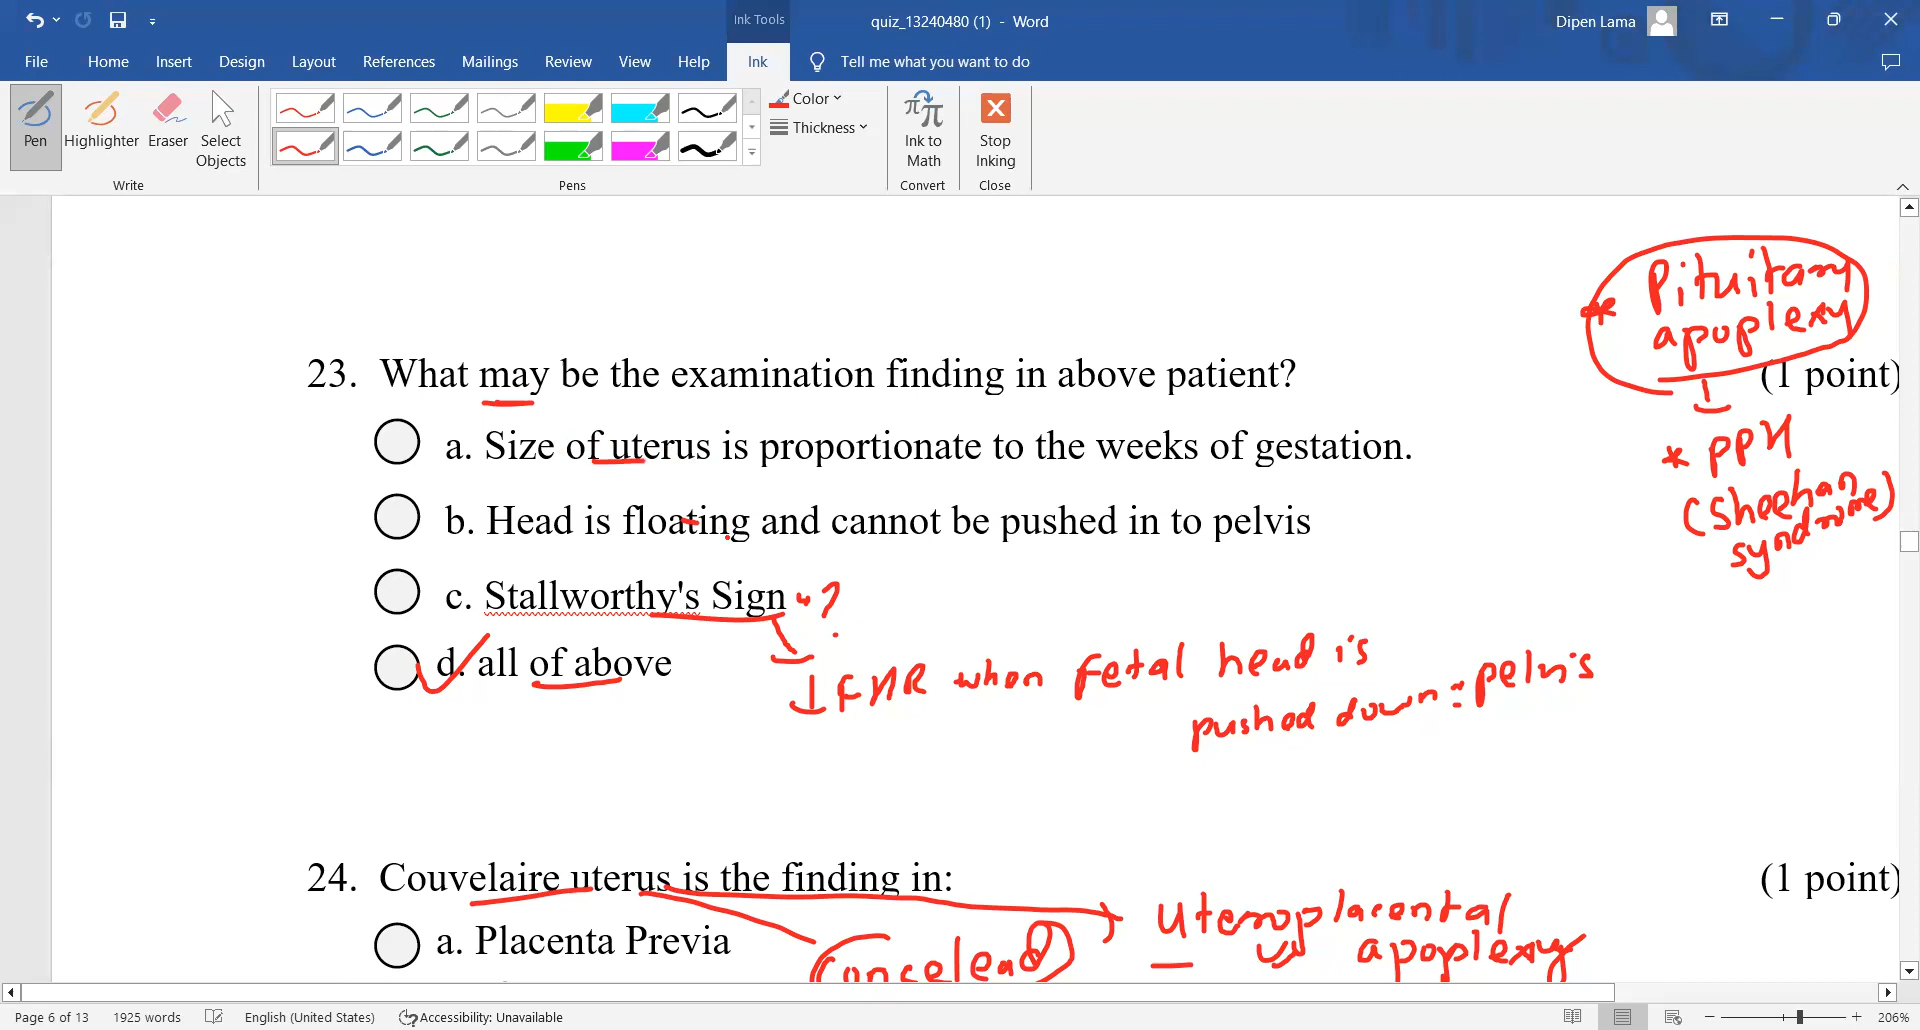 Ink Tools
quiz_13240480 (1) - Word
Dipen Lama
File Home Insert Design Layout References Mailings Review View Help Ink Tell me what you want to do
Pen Highlighter Eraser Select Objects
Color
Thickness
Ink to Math
Stop Inking
Write Pens Convert Close
* Pituitary
apoplexy
23. What may be the examination finding in above patient? (1 point)
a. Size of uterus is proportionate to the weeks of gestation.
* PPH
b. Head is floating and cannot be pushed in to pelvis
(Sheehan
syndrome)
c. Stallworthy's Sign ?
d. all of above
↓ FHR when fetal head is
pushed down pelvis
24. Couvelaire uterus is the finding in: (1 point)
uteroplacental
apoplexy
a. Placenta Previa
Concelead
Page 6 of 13 1925 words English (United States) Accessibility: Unavailable 206%